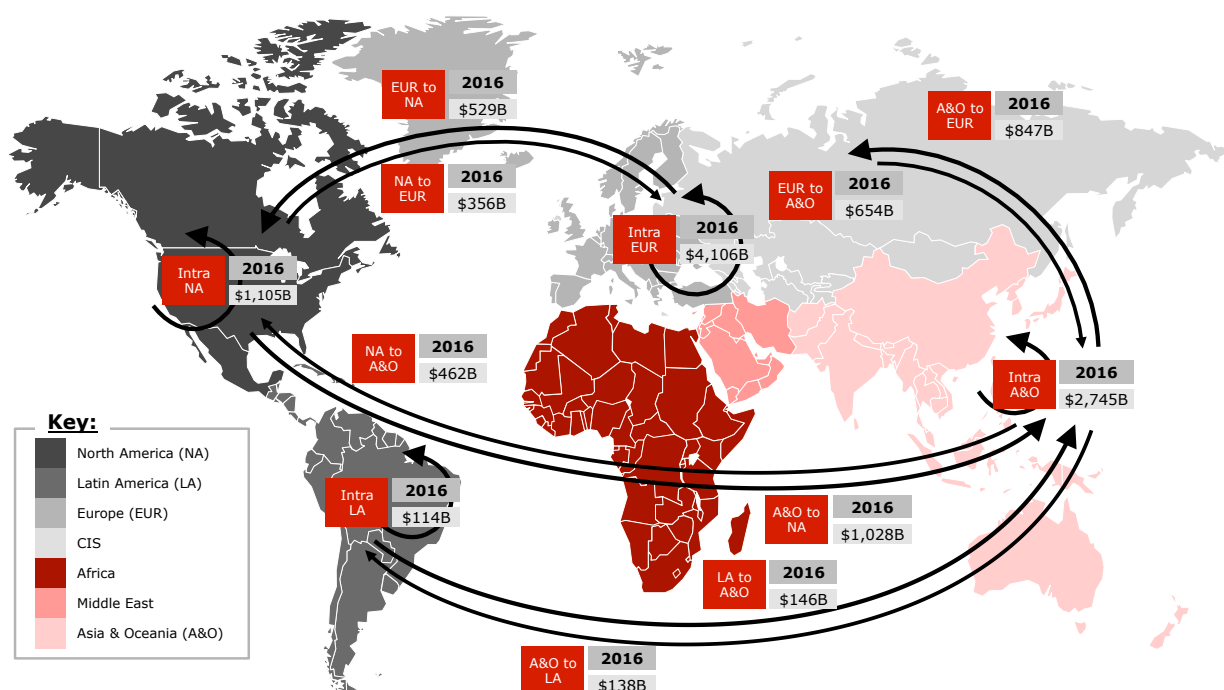 EUR to
NA
2016
$529B
A&O to
EUR
2016
$847B
NA to
EUR
2016
$356B
EUR to
A&O
2016
$654B
Intra
EUR
2016
$4,106B
Intra
NA
2016
$1,105B
NA to
A&O
2016
$462B
Intra
A&O
2016
$2,745B
Key:
North America (NA)
Latin America (LA)
Europe (EUR)
CIS
Africa
Middle East
Asia & Oceania (A&O)
Intra
LA
2016
$114B
A&O to
NA
2016
$1,028B
LA to
A&O
2016
$146B
A&O to
LA
2016
$138B